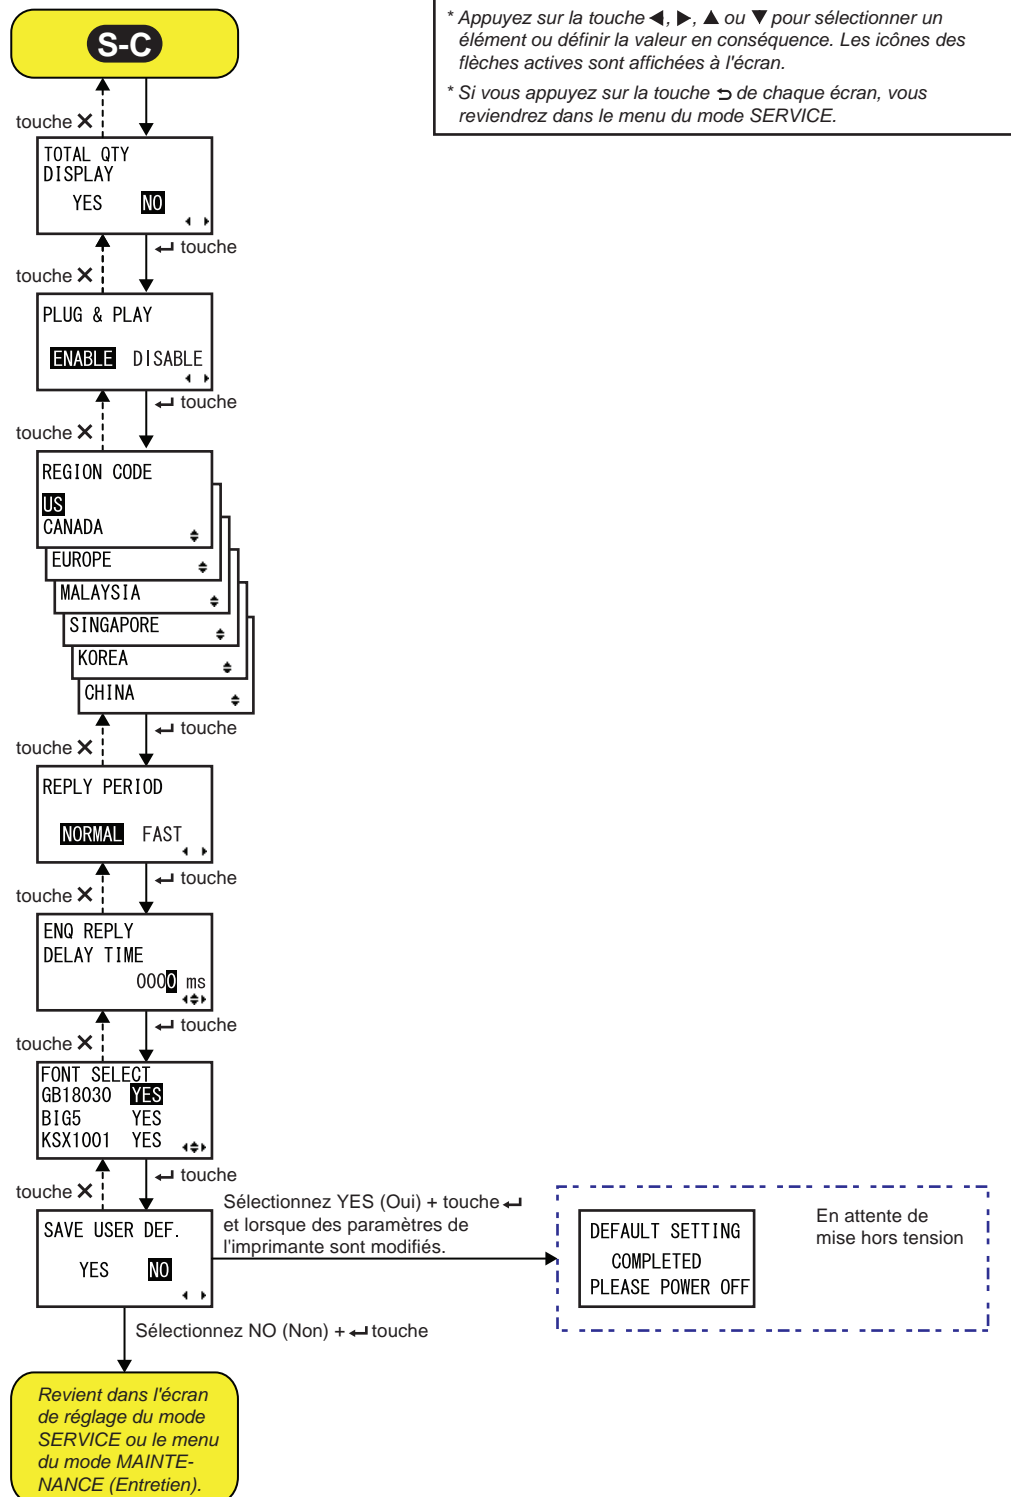 S-C
* Appuyez sur la touche ◀, ▶, ▲ ou ▼ pour sélectionner un
élément ou définir la valeur en conséquence. Les icônes des
flèches actives sont affichées à l'écran.
* Si vous appuyez sur la touche ⮌ de chaque écran, vous
reviendrez dans le menu du mode SERVICE.
touche ✕
TOTAL QTY
DISPLAY
YES NO
↵ touche
touche ✕
PLUG & PLAY
ENABLE DISABLE
↵ touche
touche ✕
REGION CODE
US
CANADA
EUROPE
MALAYSIA
SINGAPORE
KOREA
CHINA
↵ touche
touche ✕
REPLY PERIOD
NORMAL FAST
↵ touche
touche ✕
ENQ REPLY
DELAY TIME
0000 ms
↵ touche
touche ✕
FONT SELECT
GB18030 YES
BIG5 YES
KSX1001 YES
↵ touche
touche ✕
SAVE USER DEF.
YES NO
Sélectionnez YES (Oui) + touche ↵
et lorsque des paramètres de
l'imprimante sont modifiés.
DEFAULT SETTING
COMPLETED
PLEASE POWER OFF
En attente de
mise hors tension
Sélectionnez NO (Non) + ↵ touche
Revient dans l'écran
de réglage du mode
SERVICE ou le menu
du mode MAINTE-
NANCE (Entretien).